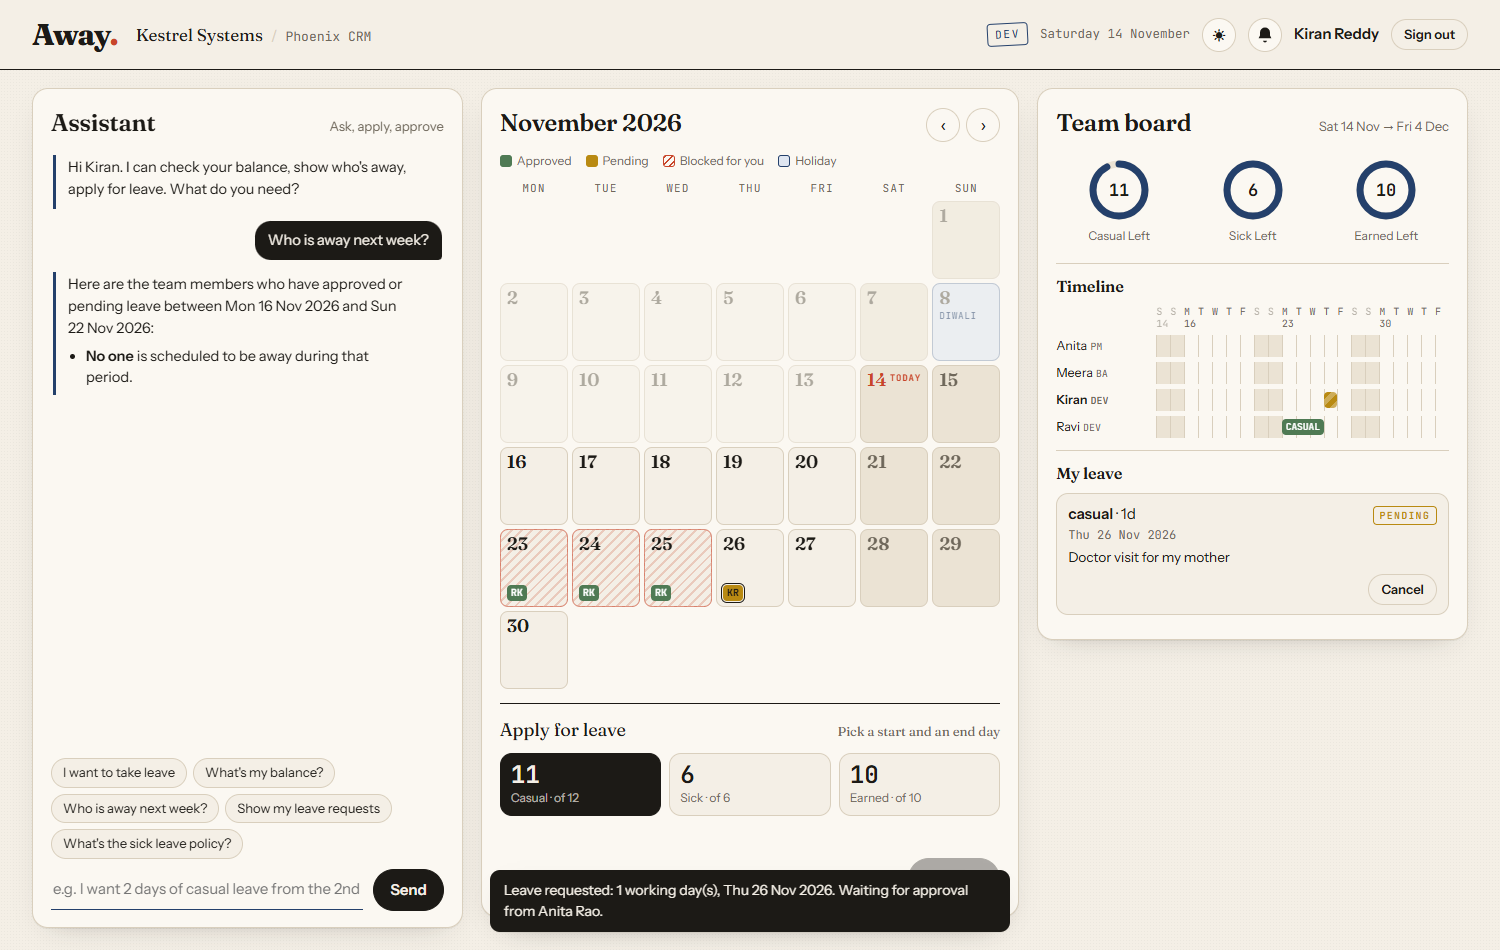 Away. Kestrel Systems / Phoenix CRM
DEV Saturday 14 November Kiran Reddy Sign out
Assistant
Ask, apply, approve
Hi Kiran. I can check your balance, show who's away,
apply for leave. What do you need?
Who is away next week?
Here are the team members who have approved or
pending leave between Mon 16 Nov 2026 and Sun
22 Nov 2026:
• No one is scheduled to be away during that
period.
I want to take leave
What's my balance?
Who is away next week?
Show my leave requests
What's the sick leave policy?
e.g. I want 2 days of casual leave from the 2nd
Send
November 2026
‹ ›
Approved Pending Blocked for you Holiday
MON TUE WED THU FRI SAT SUN
1
2 3 4 5 6 7 8
DIWALI
9 10 11 12 13 14 TODAY 15
16 17 18 19 20 21 22
23 24 25 26 27 28 29
RK RK RK KR
30
Apply for leave
Pick a start and an end day
11 6 10
Casual · of 12 Sick · of 6 Earned · of 10
Leave requested: 1 working day(s), Thu 26 Nov 2026. Waiting for approval
from Anita Rao.
Team board
Sat 14 Nov → Fri 4 Dec
11 6 10
Casual Left Sick Left Earned Left
Timeline
S S M T W T F S S M T W T F S S M T W T F
14 16 23 30
Anita PM
Meera BA
Kiran DEV
Ravi DEV CASUAL
My leave
casual · 1d PENDING
Thu 26 Nov 2026
Doctor visit for my mother
Cancel